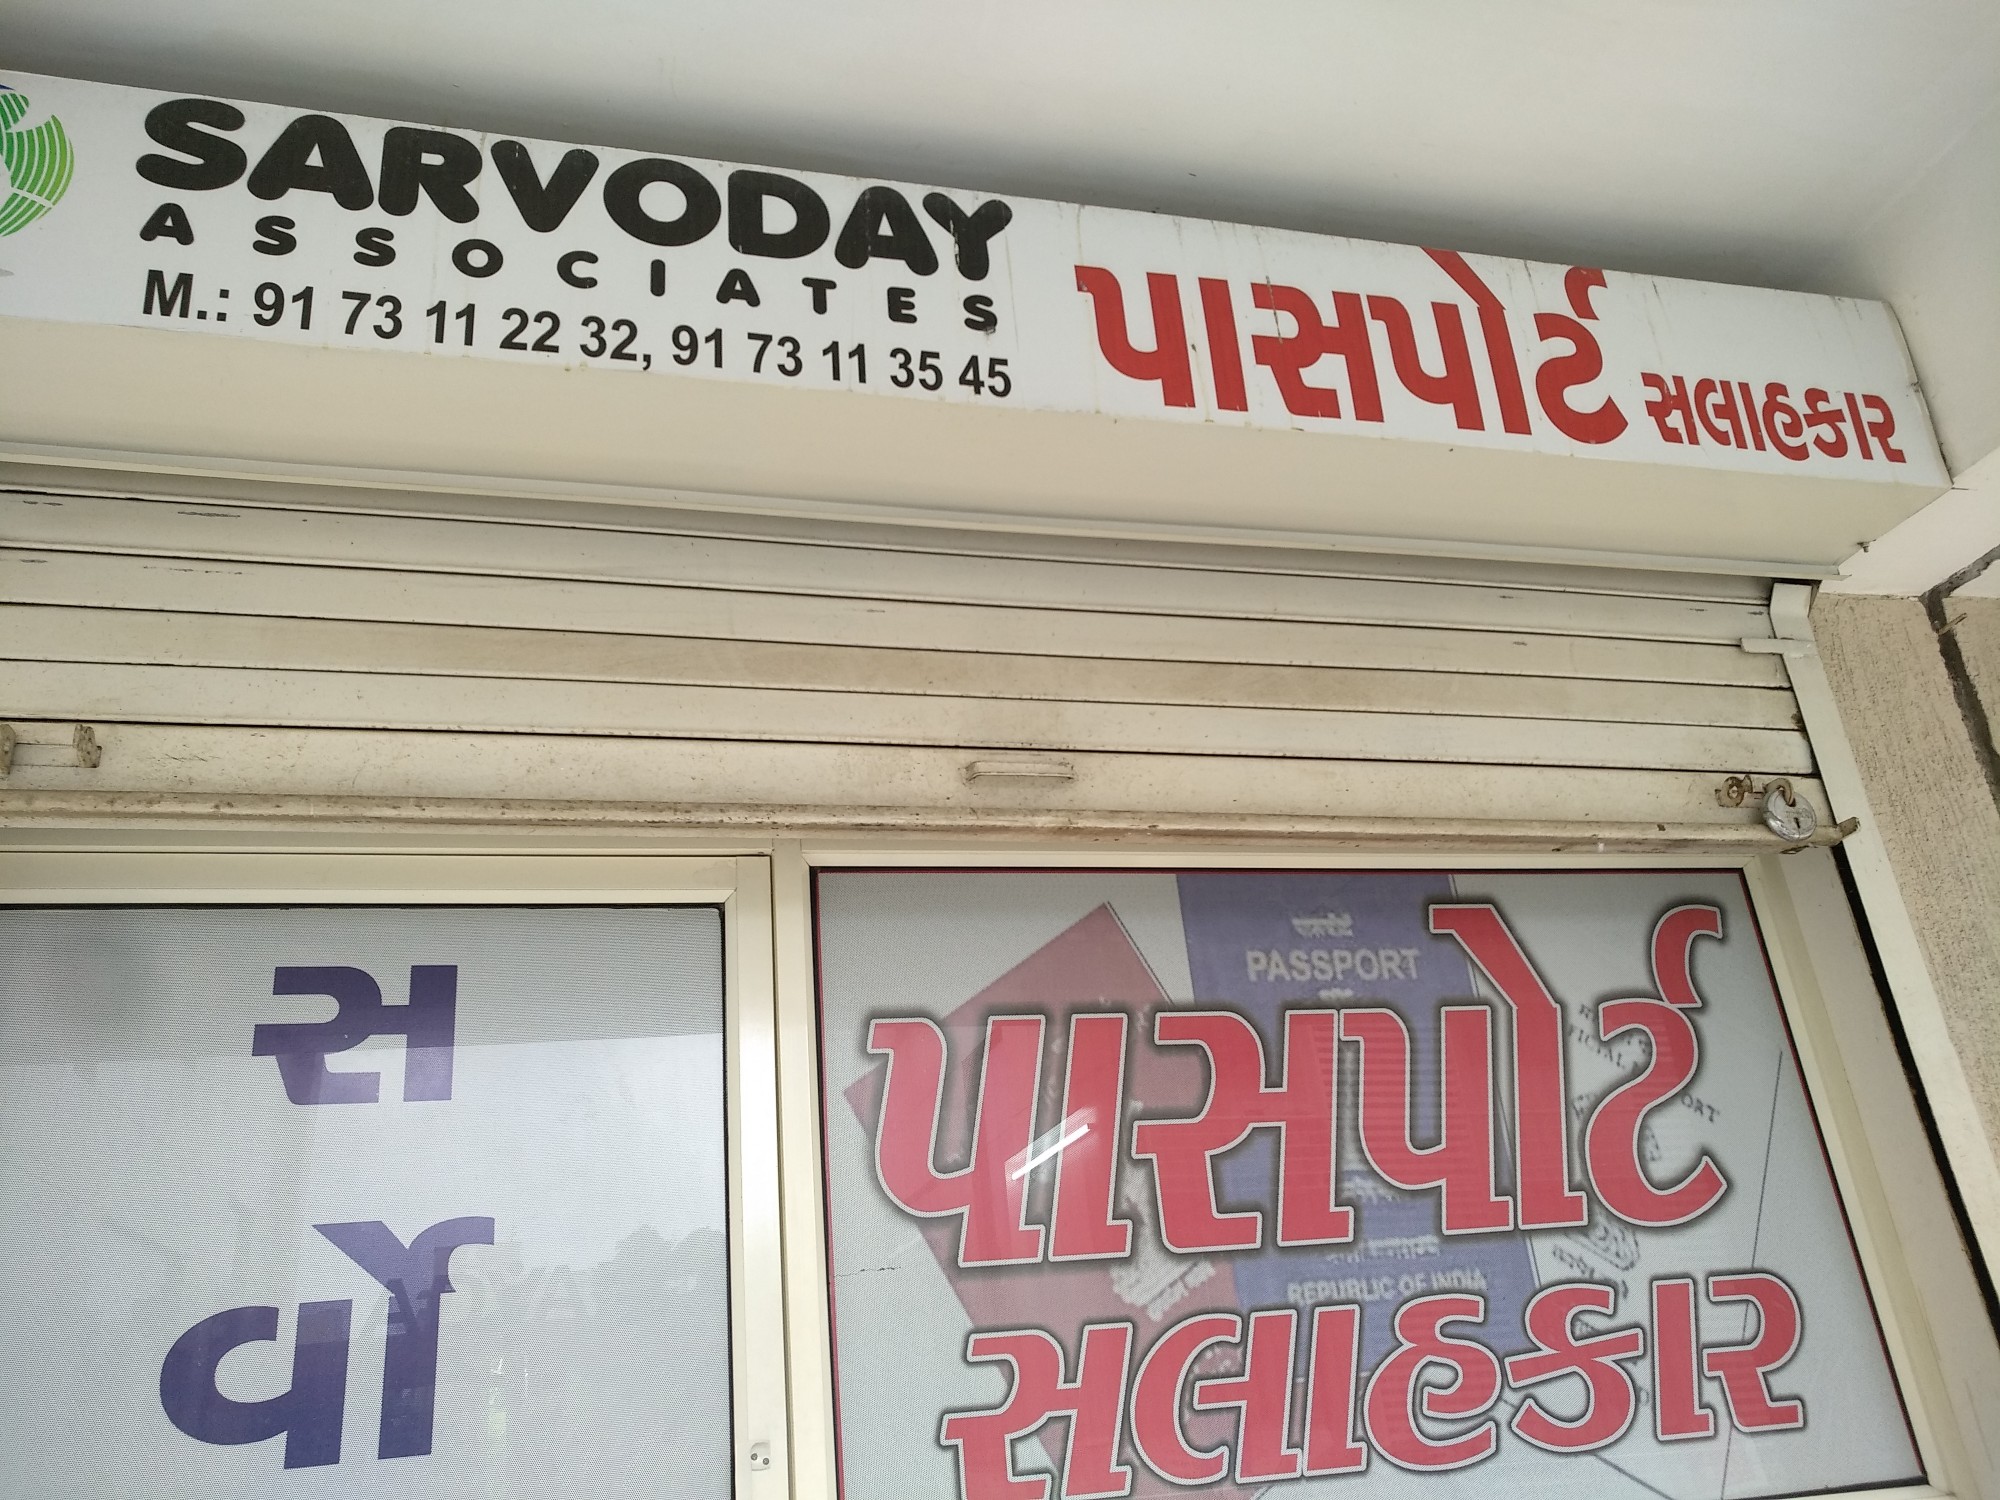 SARVODAY
ASSOCIATES
M.: 91 73 11 22 32, 91 73 11 35 45
પાસપોર્ટ સલાહકાર
સ
ર્વો
PASSPORT
પાસપોર્ટ
REPUBLIC OF INDIA
સલાહકાર